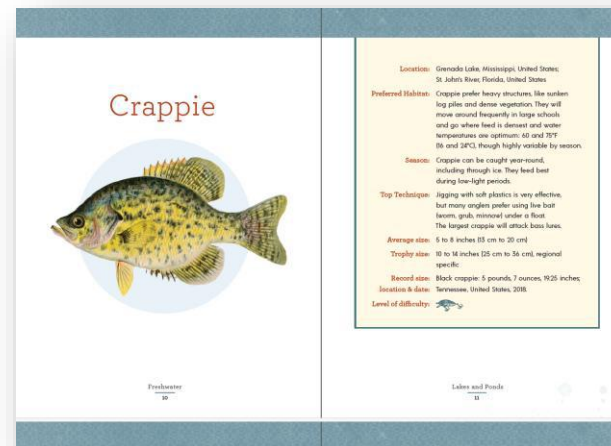 Crappie
Freshwater
10
Location: Grenada Lake, Mississippi, United States;
St. John's River, Florida, United States
Preferred Habitat: Crappie prefer heavy structures, like sunken
log piles and dense vegetation. They will
move around frequently in large schools
and go where feed is densest and water
temperatures are optimum: 60 and 75°F
(16 and 24°C), though highly variable by season.
Season: Crappie can be caught year-round,
including through ice. They feed best
during low-light periods.
Top Technique: Jigging with soft plastics is very effective,
but many anglers prefer using live bait
(worm, grub, minnow) under a float.
The largest crappie will attack bass lures.
Average size: 5 to 8 inches (13 cm to 20 cm)
Trophy size: 10 to 14 inches (25 cm to 36 cm), regional
specific
Record size: Black crappie: 5 pounds, 7 ounces, 19.25 inches;
location & date: Tennessee, United States, 2018.
Level of difficulty:
Lakes and Ponds
11